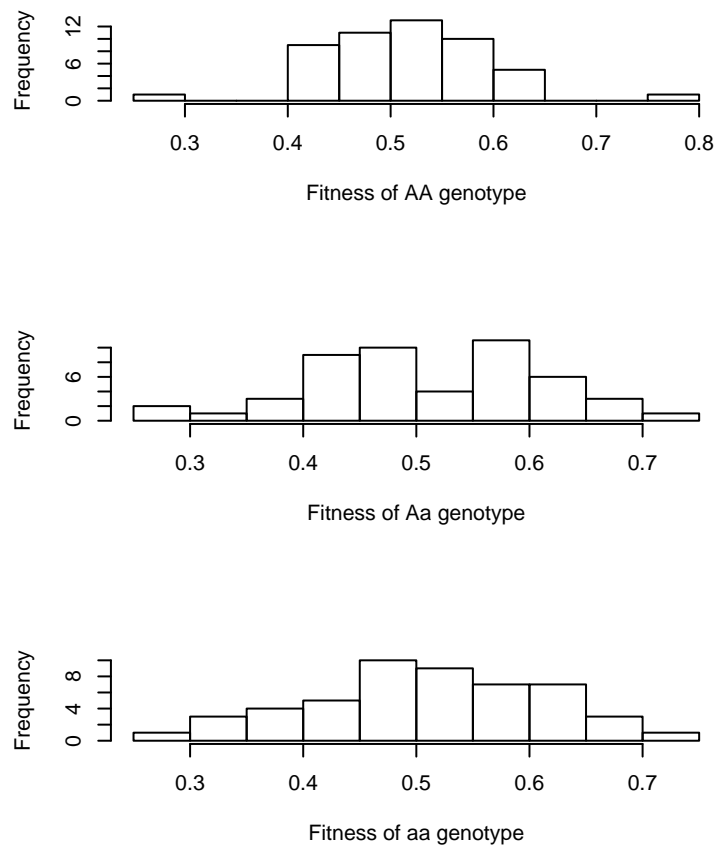 Frequency
12
6
0
0.3 0.4 0.5 0.6 0.7 0.8
Fitness of AA genotype
Frequency
6
0
0.3 0.4 0.5 0.6 0.7
Fitness of Aa genotype
Frequency
8
4
0
0.3 0.4 0.5 0.6 0.7
Fitness of aa genotype